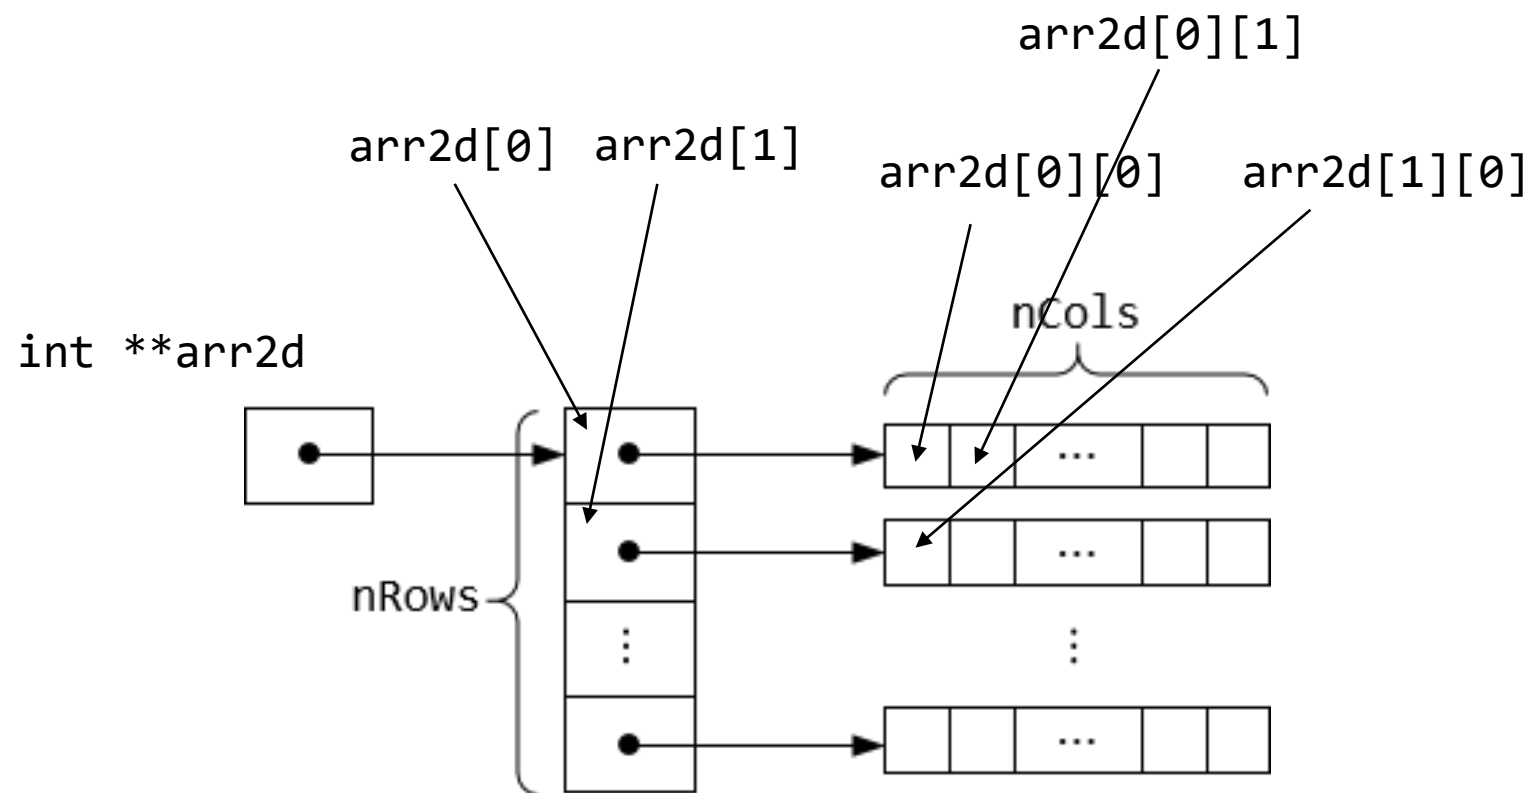 arr2d[0][1]
arr2d[0] arr2d[1]
arr2d[0][0] arr2d[1][0]
nCols
int **arr2d
...
...
nRows
⋮ ⋮
...